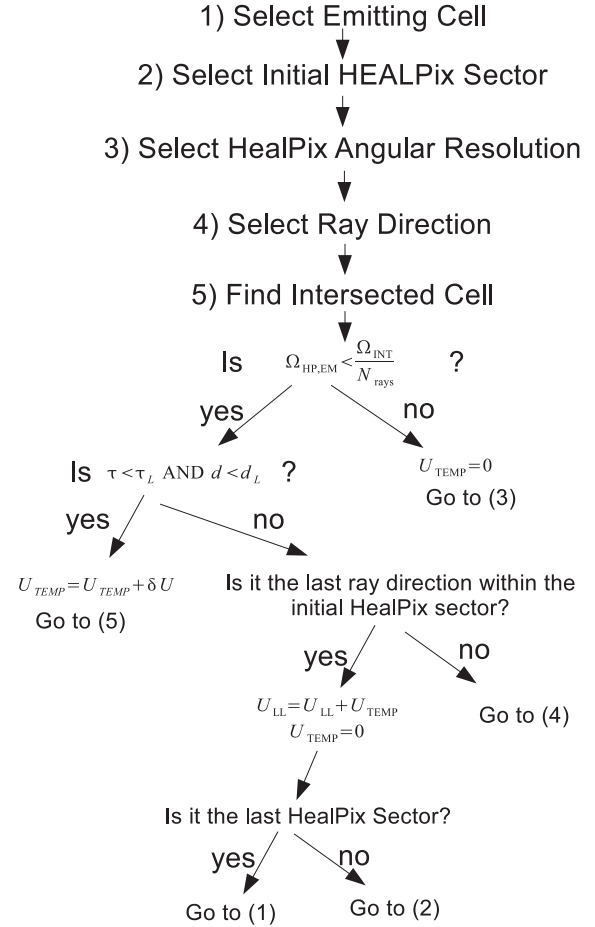 1) Select Emitting Cell
2) Select Initial HEALPix Sector
3) Select HealPix Angular Resolution
4) Select Ray Direction
5) Find Intersected Cell
Is Ω_HP,EM < Ω_INT / N_rays ?
yes no
Is τ<τ_L AND d<d_L ?
U_TEMP=0
Go to (3)
yes no
U_TEMP=U_TEMP+δU
Go to (5)
Is it the last ray direction within the
initial HealPix sector?
yes no
U_LL=U_LL+U_TEMP
U_TEMP=0
Go to (4)
Is it the last HealPix Sector?
yes no
Go to (1)
Go to (2)